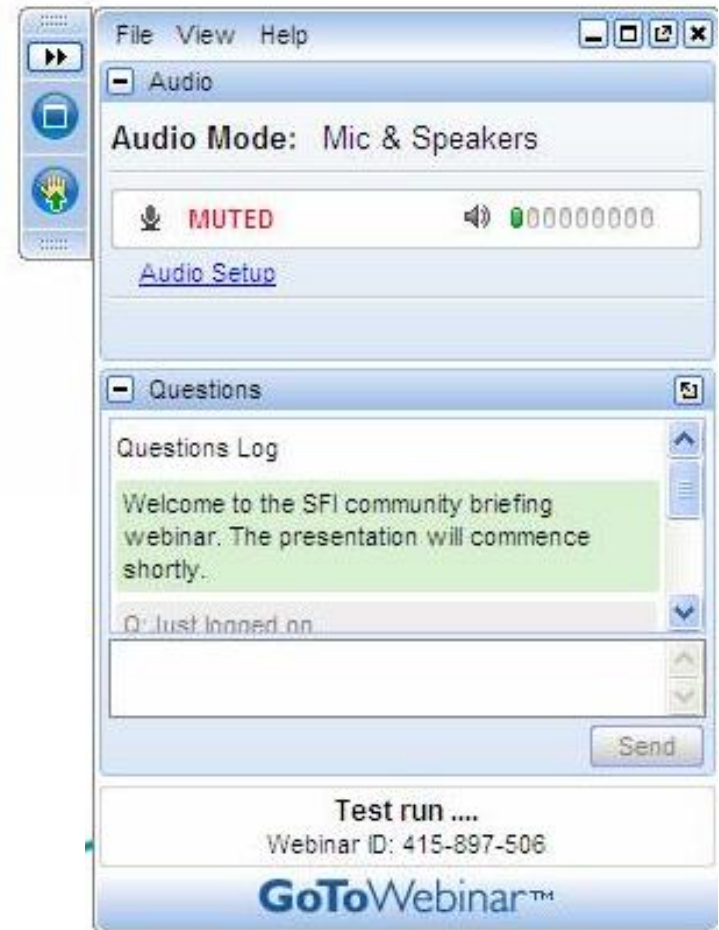 File View Help
Audio
Audio Mode: Mic & Speakers
MUTED
Audio Setup
Questions
Questions Log
Welcome to the SFI community briefing
webinar. The presentation will commence
shortly.
Q: Just logged on
Send
Test run ....
Webinar ID: 415-897-506
GoToWebinar™